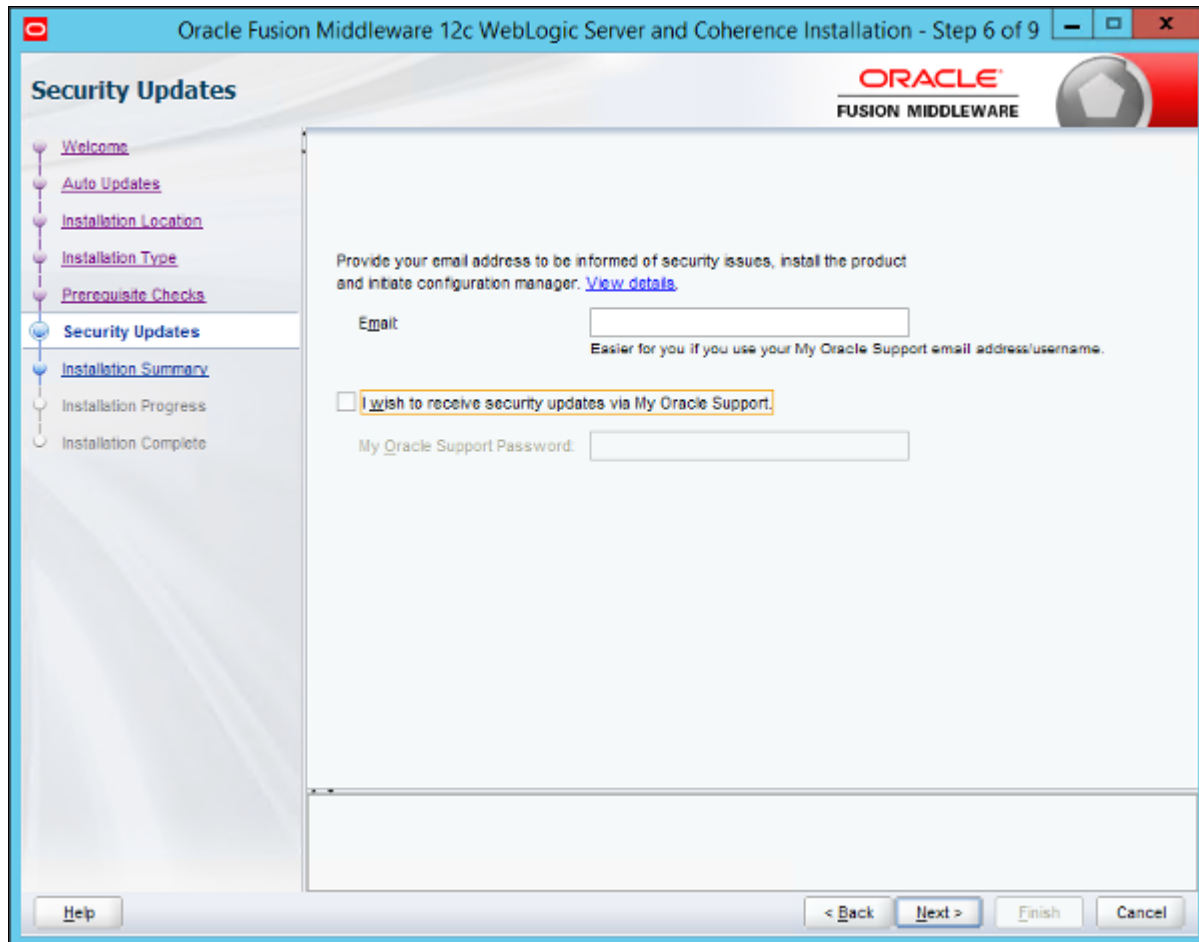 Oracle Fusion Middleware 12c WebLogic Server and Coherence Installation - Step 6 of 9
Security Updates
ORACLE
FUSION MIDDLEWARE
Welcome
Auto Updates
Installation Location
Installation Type
Prerequisite Checks
Security Updates
Installation Summary
Installation Progress
Installation Complete
Provide your email address to be informed of security issues, install the product
and initiate configuration manager. View details.
Email:
Easier for you if you use your My Oracle Support email address/username.
I wish to receive security updates via My Oracle Support.
My Oracle Support Password:
Help
< Back
Next >
Finish
Cancel